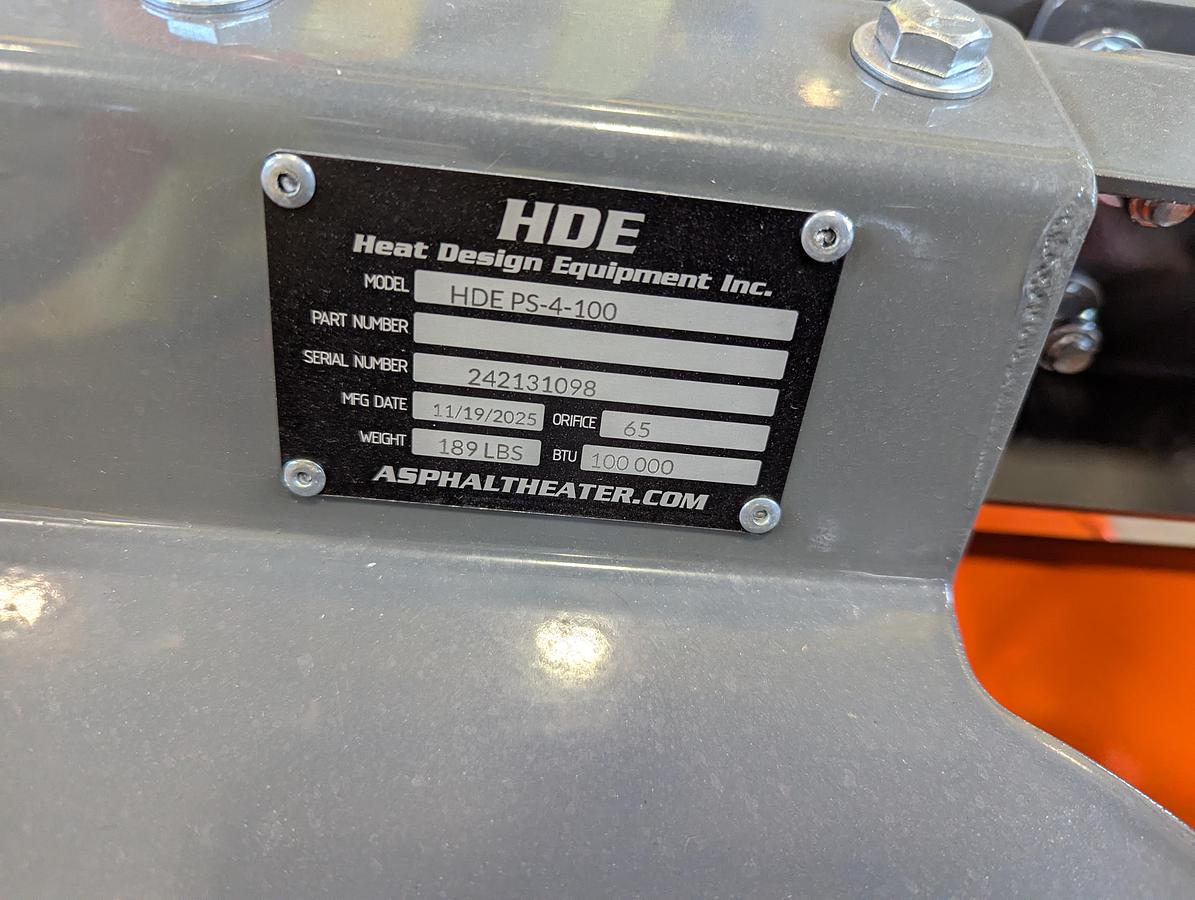 HDE
Heat Design Equipment Inc.
MODEL HDE PS-4-100
PART NUMBER
SERIAL NUMBER 242131098
MFG DATE 11/19/2025 ORIFICE 65
WEIGHT 189 LBS BTU 100 000
ASPHALTHEATER.COM